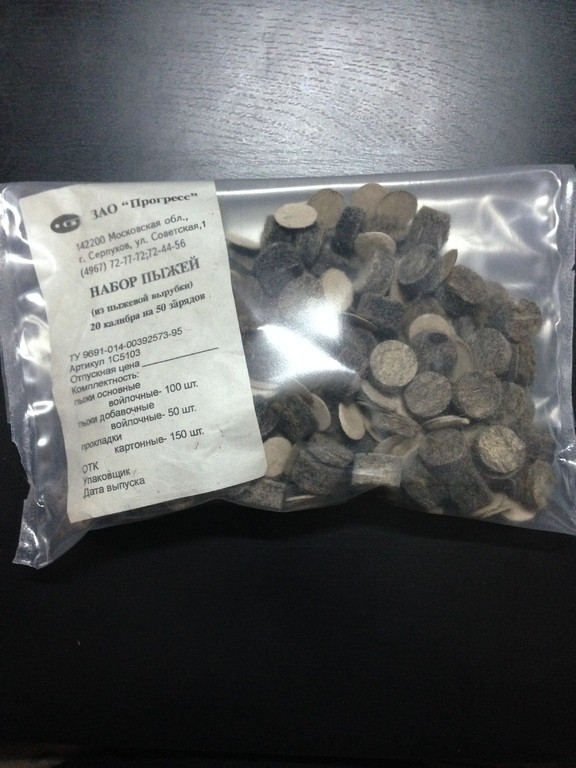 ЗАО "Прогресс"
142200 Московская обл.,
г. Серпухов, ул. Советская,1
(4967) 72-77-72;72-44-56
НАБОР ПЫЖЕЙ
(из пыжевой вырубки)
20 калибра на 50 зарядов
ТУ 9691-014-00392573-95
Артикул 1С5103
Отпускная цена
Комплектность:
пыжи основные
войлочные- 100 шт.
пыжи добавочные
войлочные- 50 шт.
прокладки
картонные- 150 шт.
ОТК
Упаковщик
Дата выпуска